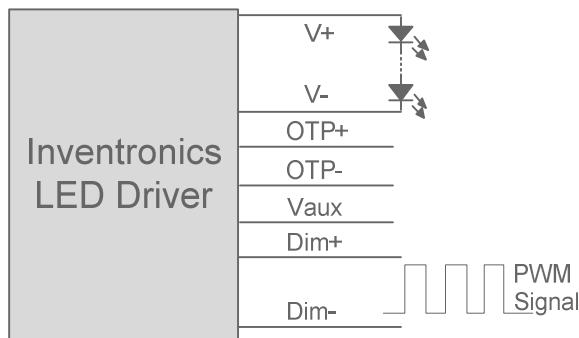 Inventronics
LED Driver
V+
V-
OTP+
OTP-
Vaux
Dim+
Dim-
PWM
Signal